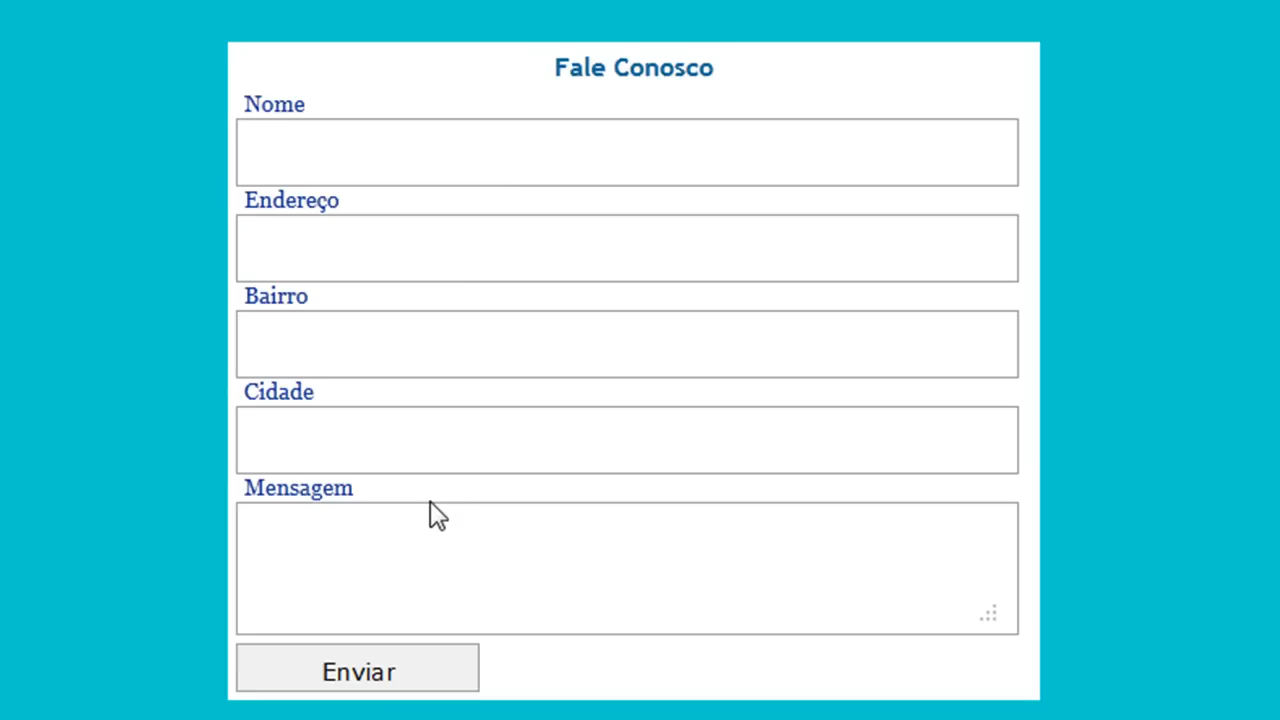 Fale Conosco
Nome
Endereço
Bairro
Cidade
Mensagem
Enviar